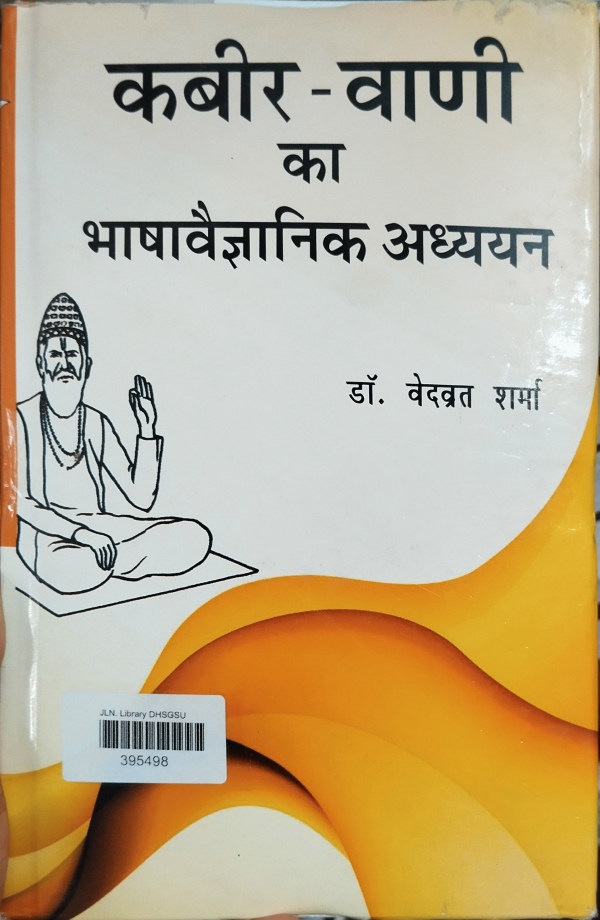 कबीर - वाणी
का
भाषावैज्ञानिक अध्ययन
डॉ. वेदव्रत शर्मा
JLN. Library DHSGSU
395498